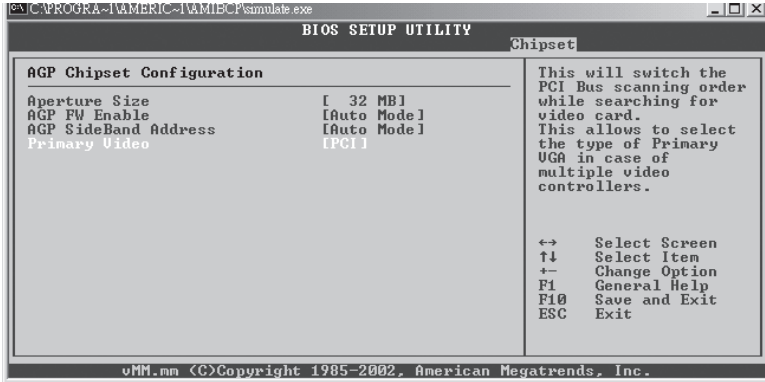 C:\PROGRA~1\AMERIC~1\AMIBCP\simulate.exe
BIOS SETUP UTILITY
Chipset
AGP Chipset Configuration
Aperture Size [ 32 MB]
AGP FW Enable [Auto Mode]
AGP SideBand Address [Auto Mode]
Primary Video [PCI]
This will switch the
PCI Bus scanning order
while searching for
video card.
This allows to select
the type of Primary
VGA in case of
multiple video
controllers.
←→ Select Screen
↑↓ Select Item
+- Change Option
F1 General Help
F10 Save and Exit
ESC Exit
vMM.mm (C)Copyright 1985-2002, American Megatrends, Inc.